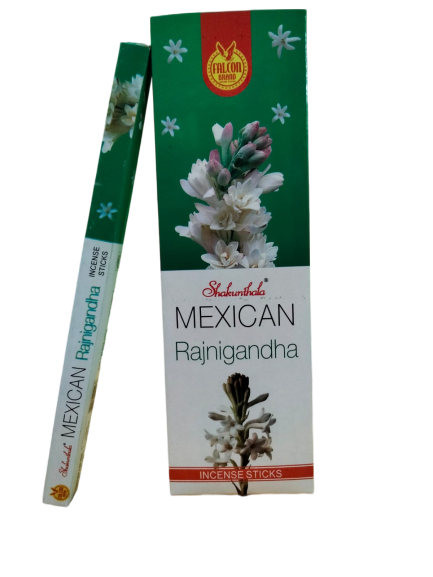 FALCON
BRAND
Shakunthala®
MEXICAN
Rajnigandha
INCENSE STICKS
Shakunthala®
MEXICAN Rajnigandha
INCENSE
STICKS